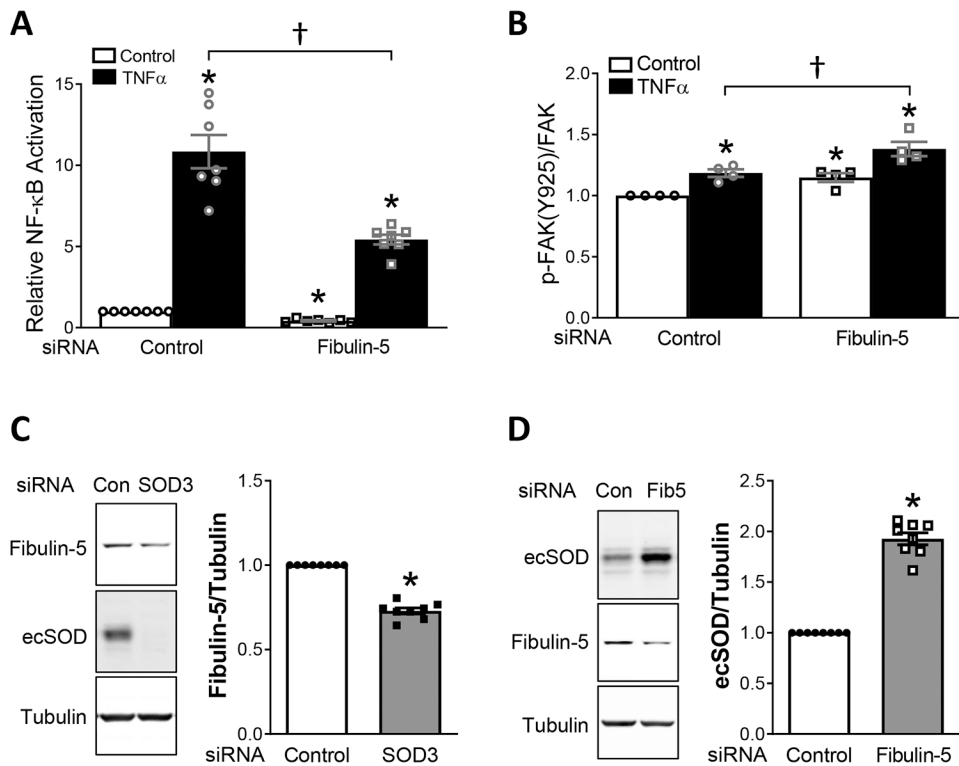 A
†
Control
TNFα
*
*
*
Relative NF-κB Activation
15
10
5
0
siRNA Control Fibulin-5
B
†
Control
TNFα
*
*
*
p-FAK(Y925)/FAK
2.0
1.5
1.0
0.5
0.0
siRNA Control Fibulin-5
C
siRNA Con SOD3
Fibulin-5
ecSOD
Tubulin
Fibulin-5/Tubulin
1.5
1.0
0.5
0.0
*
siRNA Control SOD3
D
siRNA Con Fib5
ecSOD
Fibulin-5
Tubulin
ecSOD/Tubulin
2.5
2.0
1.5
1.0
0.5
0.0
*
siRNA Control Fibulin-5